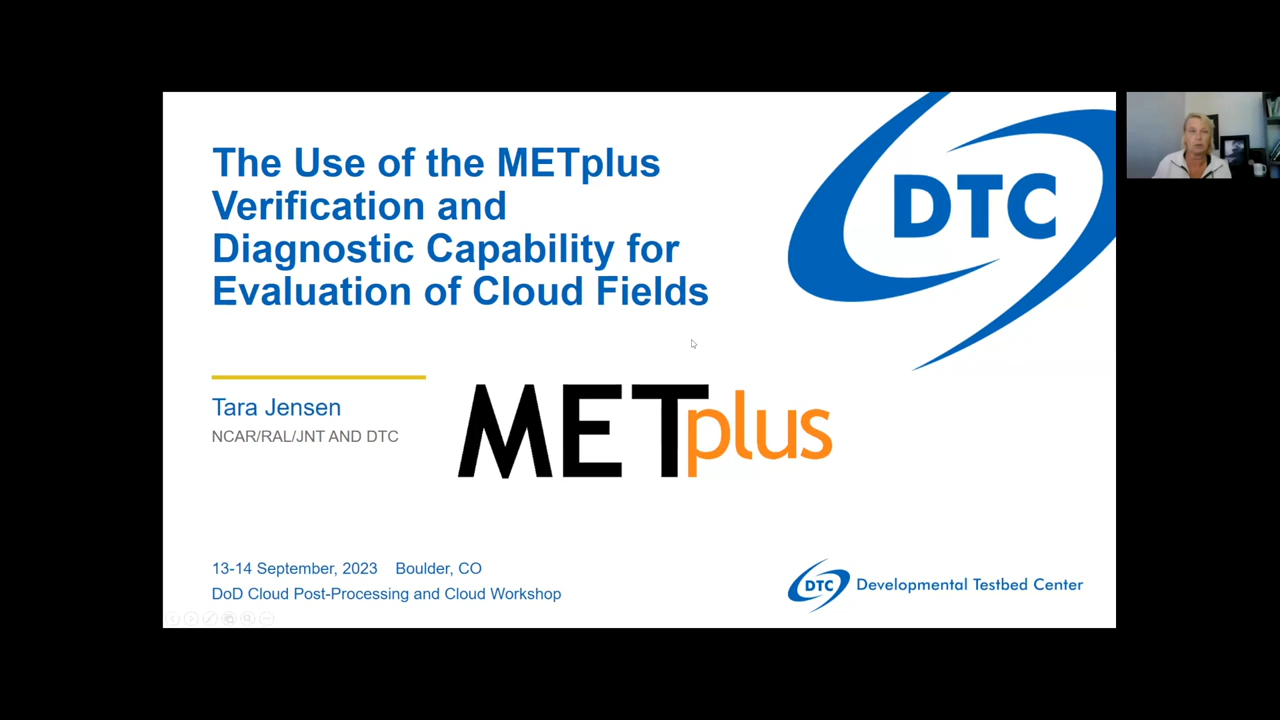 The Use of the METplus
Verification and
Diagnostic Capability for
Evaluation of Cloud Fields
DTC
Tara Jensen
NCAR/RAL/JNT AND DTC
METplus
13-14 September, 2023 Boulder, CO
DoD Cloud Post-Processing and Cloud Workshop
DTC Developmental Testbed Center